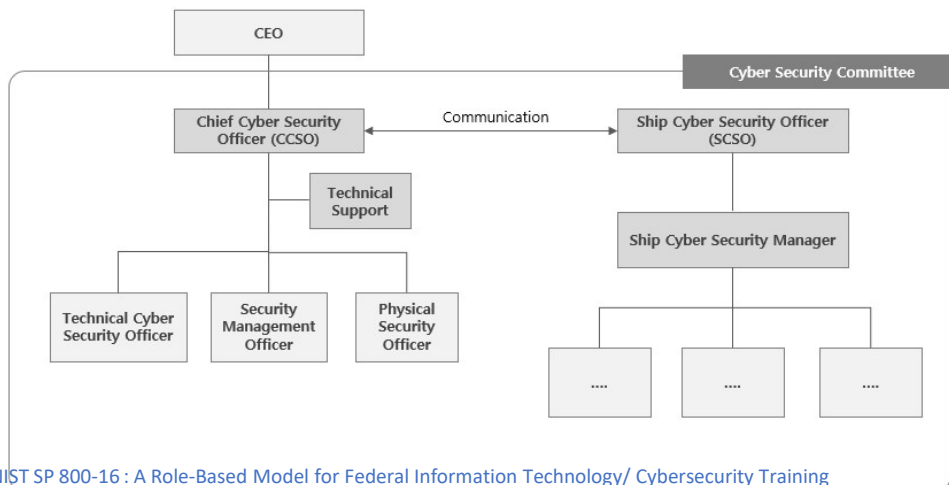 CEO
Cyber Security Committee
Chief Cyber Security
Officer (CCSO)
Communication
Ship Cyber Security Officer
(SCSO)
Technical
Support
Ship Cyber Security Manager
Technical Cyber
Security Officer
Security
Management
Officer
Physical
Security
Officer
....
....
....
NIST SP 800-16 : A Role-Based Model for Federal Information Technology/ Cybersecurity Training